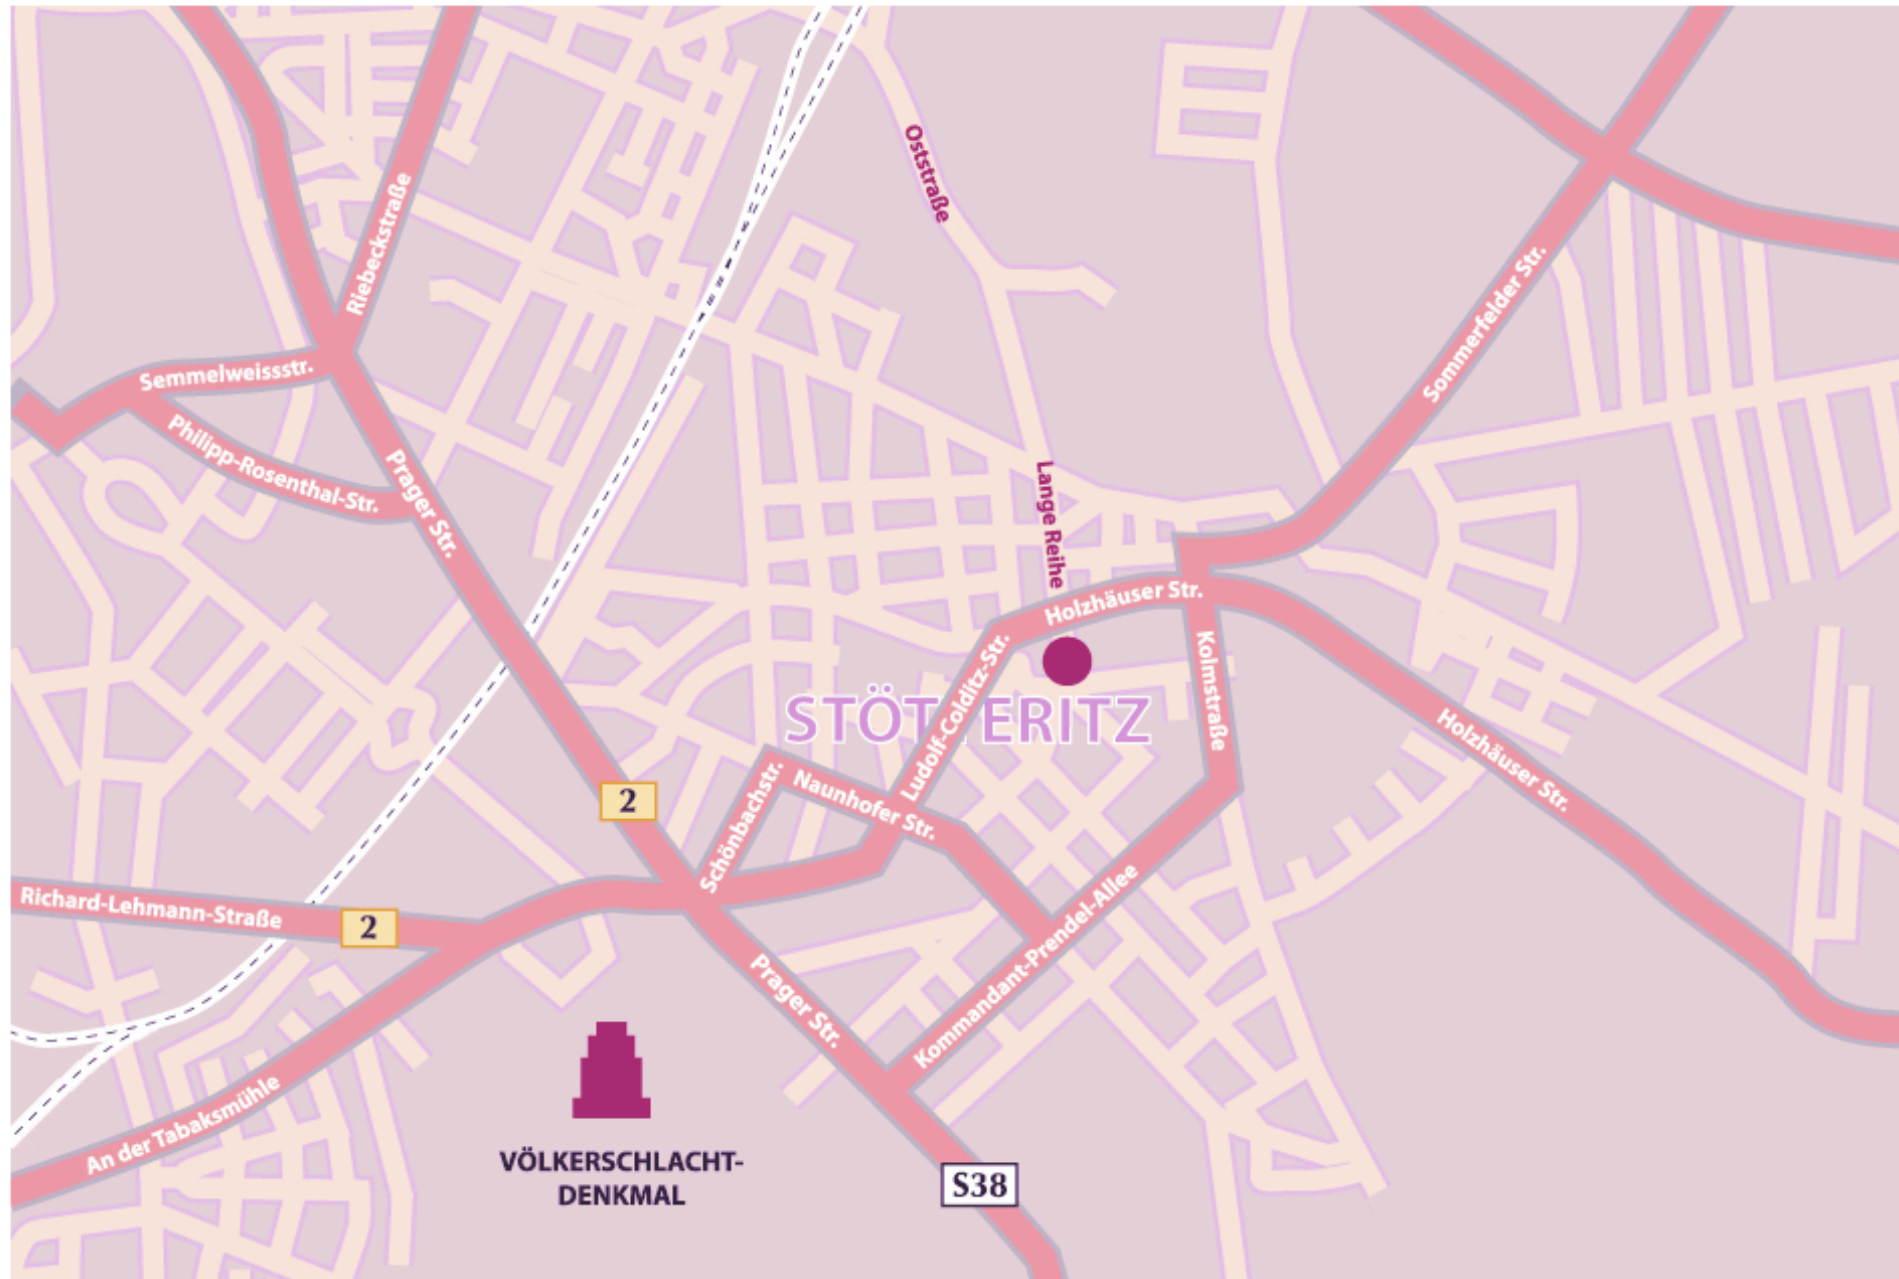 Oststraße
Riebeckstraße
Sommerfelder Str.
Semmelweissstr.
Philipp-Rosenthal-Str.
Prager Str.
Lange Reihe
Holzhäuser Str.
Kolmstraße
Ludolf-Colditz-Str.
STÖTTERITZ
Holzhäuser Str.
Schönbachstr.
Naunhofer Str.
2
Richard-Lehmann-Straße
2
Kommandant-Prendel-Allee
Prager Str.
An der Tabaksmühle
VÖLKERSCHLACHT-
DENKMAL
S38